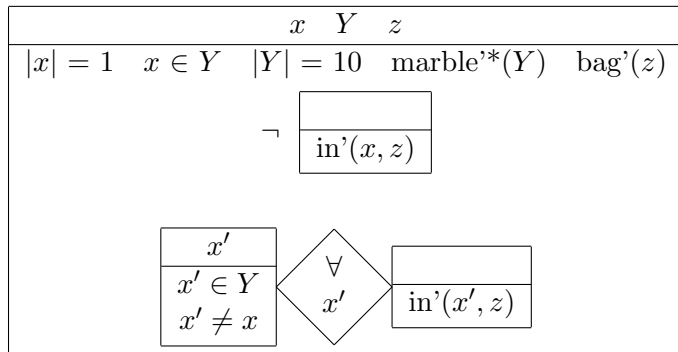 x Y z
|x| = 1 x ∈ Y |Y| = 10 marble’*(Y) bag’(z)
¬
in’(x, z)
x′
x′ ∈ Y
x′ ≠ x
∀
x′
in’(x′, z)